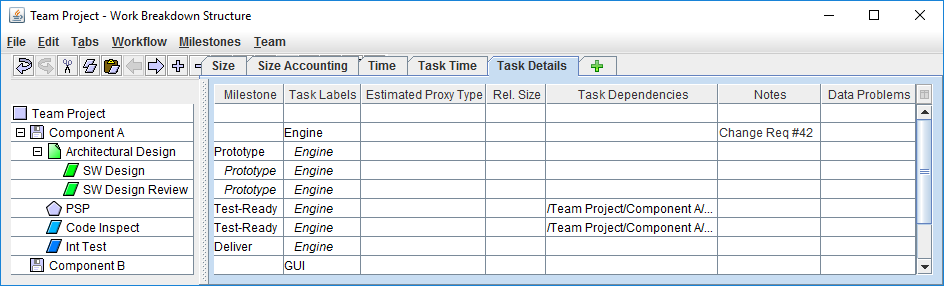 Team Project - Work Breakdown Structure
File Edit Tabs Workflow Milestones Team
Size Size Accounting Time Task Time Task Details
Milestone Task Labels Estimated Proxy Type Rel. Size Task Dependencies Notes Data Problems
Team Project
Component A Engine Change Req #42
Architectural Design Prototype Engine
SW Design Prototype Engine
SW Design Review Prototype Engine
PSP Test-Ready Engine /Team Project/Component A/...
Code Inspect Test-Ready Engine /Team Project/Component A/...
Int Test Deliver Engine
Component B GUI